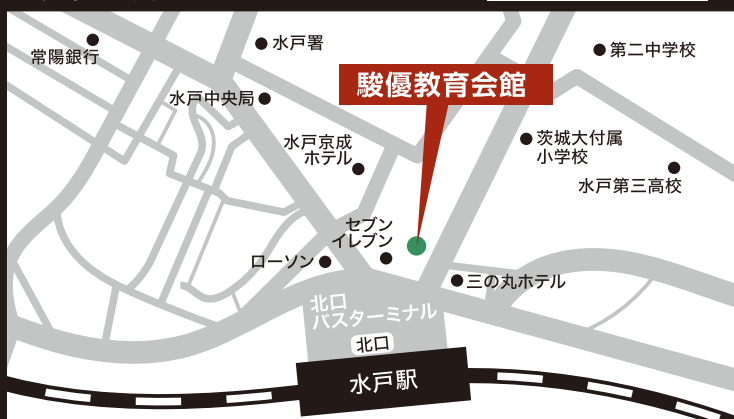 常陽銀行
水戸署
第二中学校
駿優教育会館
水戸中央局
水戸京成
ホテル
茨城大付属
小学校
水戸第三高校
セブン
イレブン
ローソン
三の丸ホテル
北口
バスターミナル
北口
水戸駅